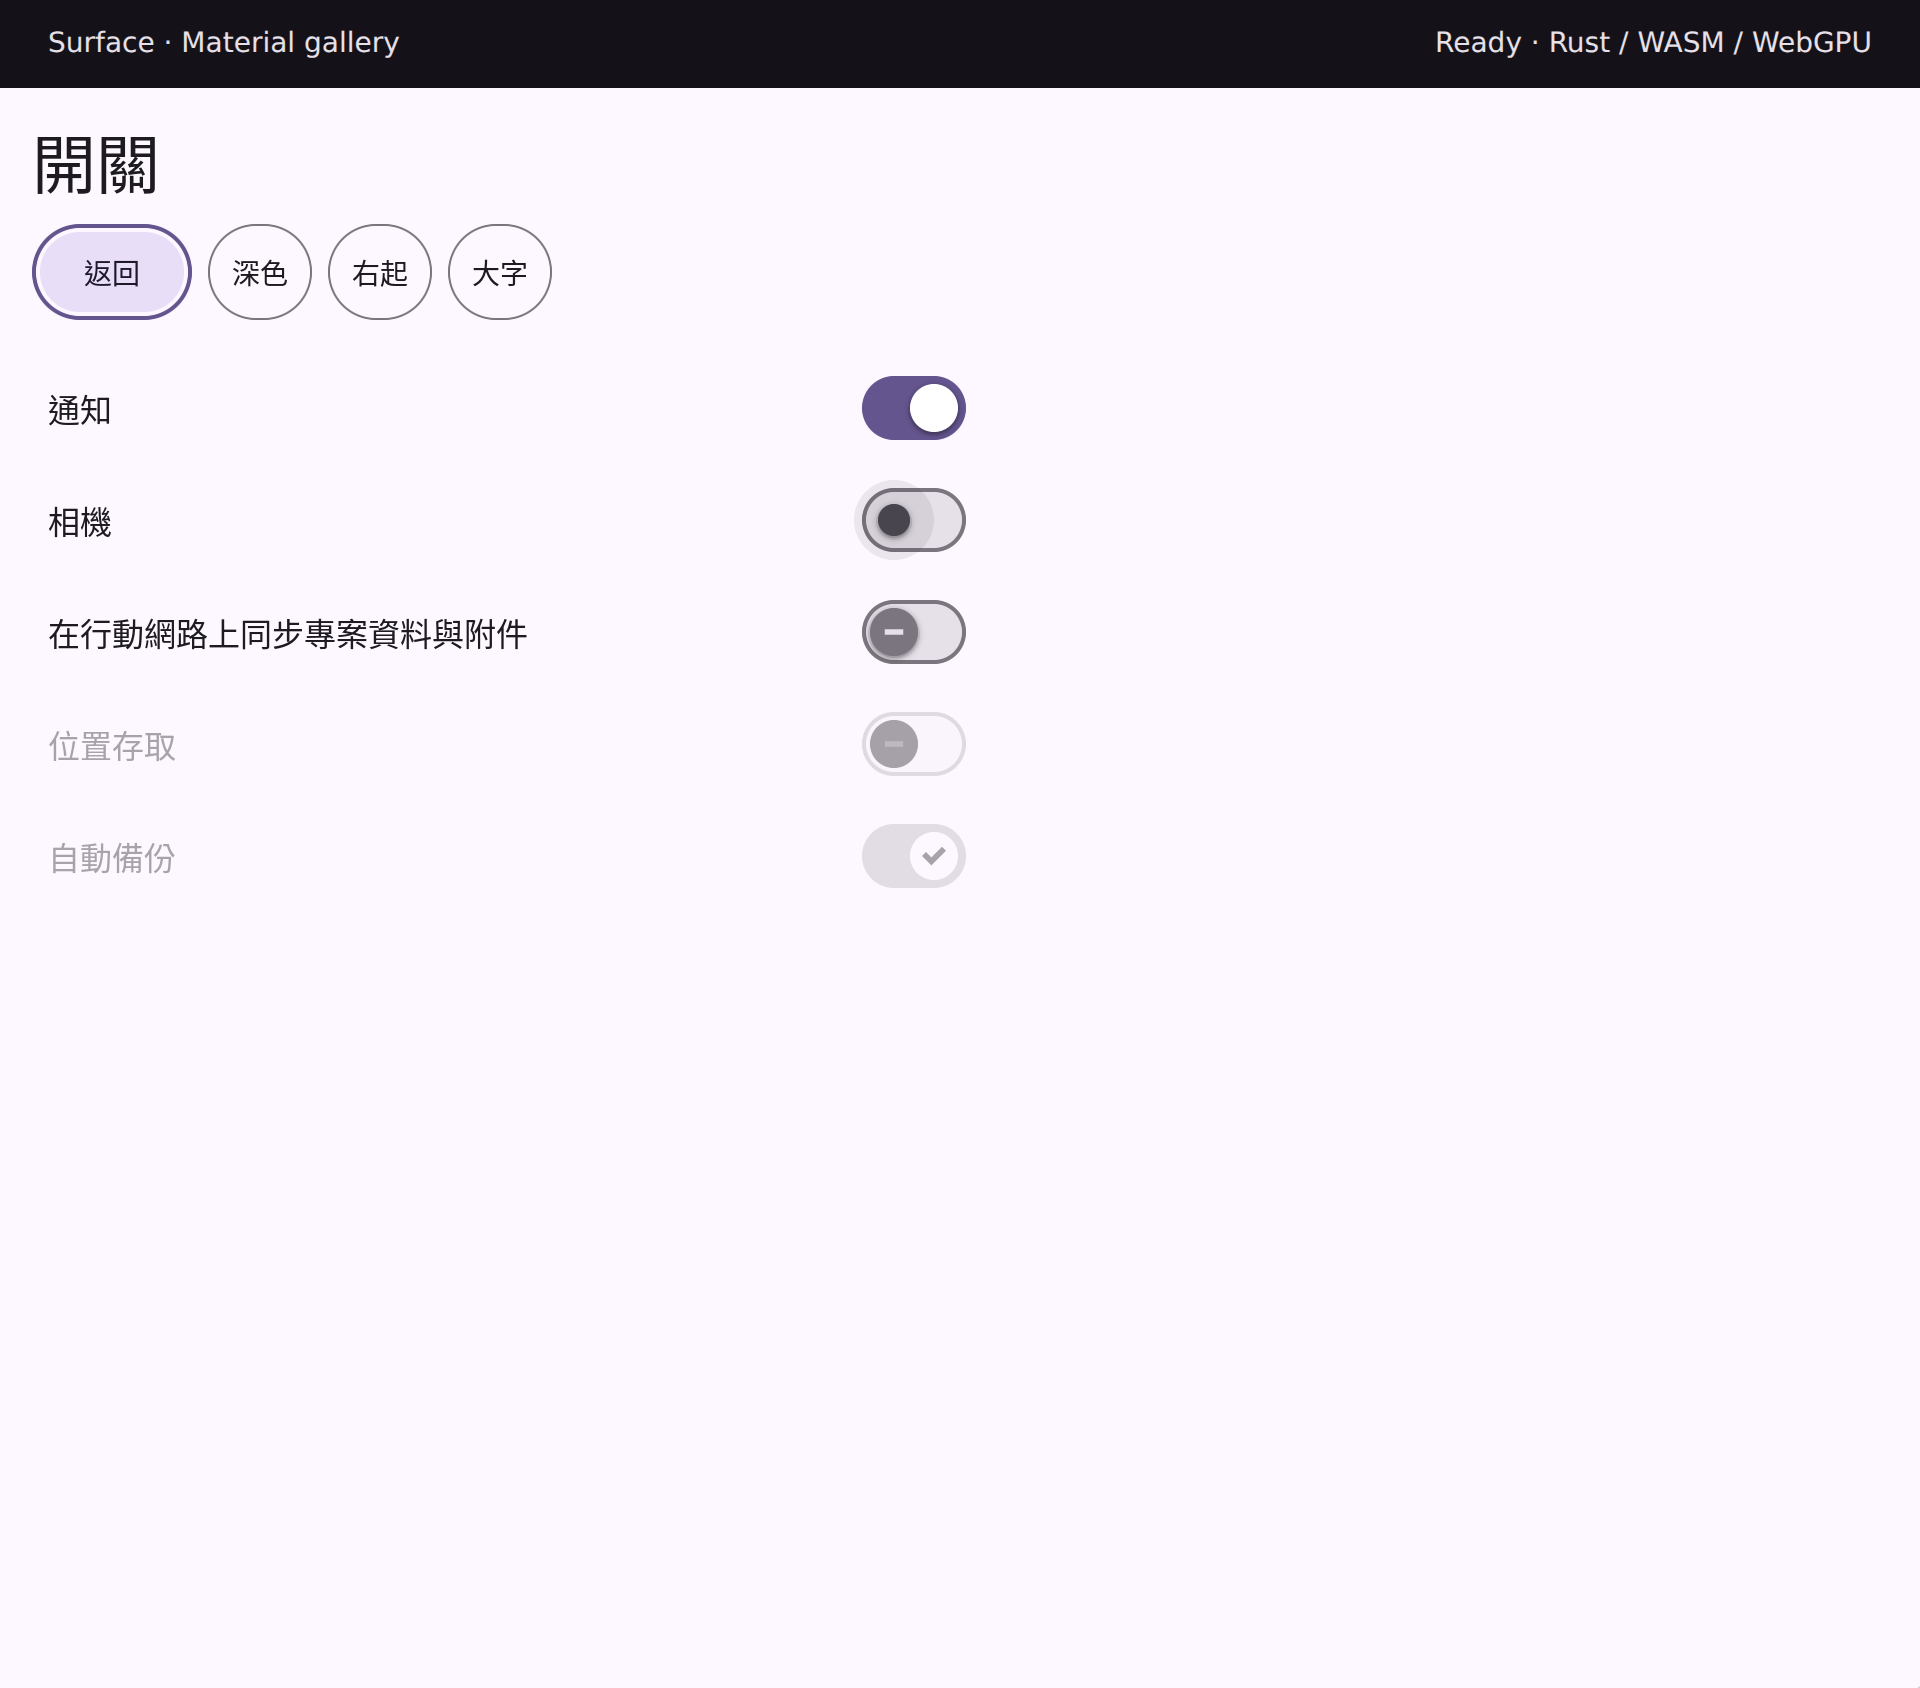 Surface · Material gallery
Ready · Rust / WASM / WebGPU
開關
返回
深色
右起
大字
通知
相機
在行動網路上同步專案資料與附件
位置存取
自動備份